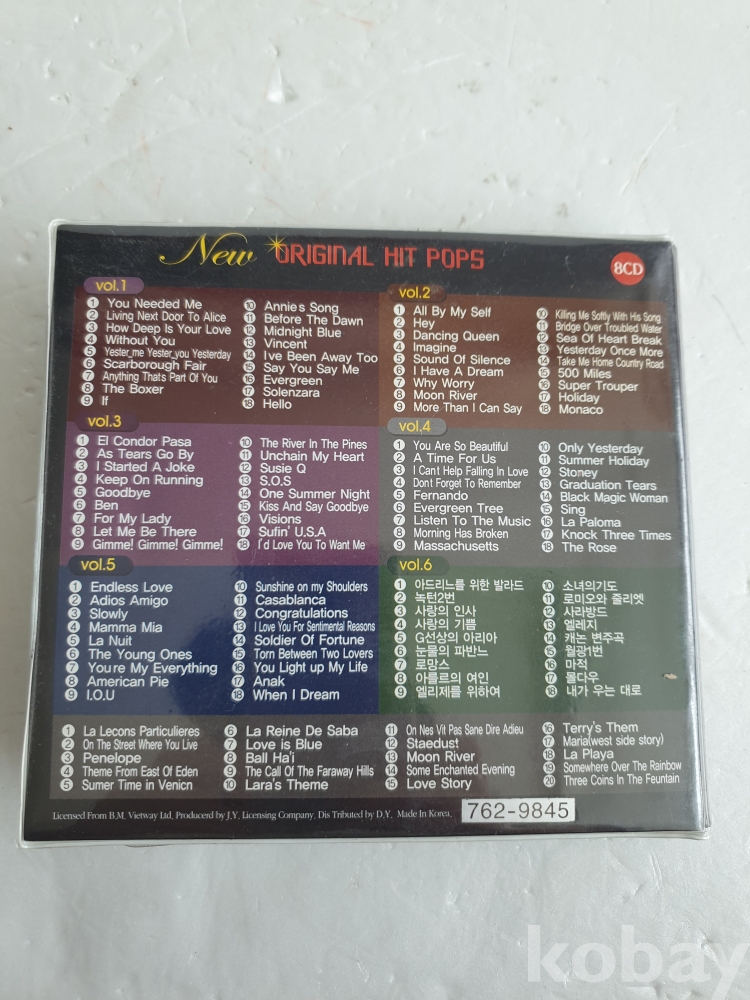 New ORIGINAL HIT POPS
8CD
vol.1
1 You Needed Me
2 Living Next Door To Alice
3 How Deep Is Your Love
4 Without You
5 Yester_me Yester_you Yesterday
6 Scarborough Fair
7 Anything That's Part Of You
8 The Boxer
9 If
10 Annie's Song
11 Before The Dawn
12 Midnight Blue
13 Vincent
14 I've Been Away Too
15 Say You Say Me
16 Evergreen
17 Solenzara
18 Hello
vol.2
1 All By My Self
2 Hey
3 Dancing Queen
4 Imagine
5 Sound Of Silence
6 I Have A Dream
7 Why Worry
8 Moon River
9 More Than I Can Say
10 Killing Me Softly With His Song
11 Bridge Over Troubled Water
12 Sea Of Heart Break
13 Yesterday Once More
14 Take Me Home Country Road
15 500 Miles
16 Super Trouper
17 Holiday
18 Monaco
vol.3
1 El Condor Pasa
2 As Tears Go By
3 I Started A Joke
4 Keep On Running
5 Goodbye
6 Ben
7 For My Lady
8 Let Me Be There
9 Gimme! Gimme! Gimme!
10 The River In The Pines
11 Unchain My Heart
12 Susie Q
13 S.O.S
14 One Summer Night
15 Kiss And Say Goodbye
16 Visions
17 Sufin' U.S.A
18 I'd Love You To Want Me
vol.4
1 You Are So Beautiful
2 A Time For Us
3 I Can't Help Falling In Love
4 Dont Forget To Remember
5 Fernando
6 Evergreen Tree
7 Listen To The Music
8 Morning Has Broken
9 Massachusetts
10 Only Yesterday
11 Summer Holiday
12 Stoney
13 Graduation Tears
14 Black Magic Woman
15 Sing
16 La Paloma
17 Knock Three Times
18 The Rose
vol.5
1 Endless Love
2 Adios Amigo
3 Slowly
4 Mamma Mia
5 La Nuit
6 The Young Ones
7 You're My Everything
8 American Pie
9 I.O.U
10 Sunshine on my Shoulders
11 Casablanca
12 Congratulations
13 I Love You For Sentimental Reasons
14 Soldier Of Fortune
15 Torn Between Two Lovers
16 You Light up My Life
17 Anak
18 When I Dream
vol.6
1 아드리느를 위한 발라드
2 녹턴2번
3 사랑의 인사
4 사랑의 기쁨
5 G선상의 아리아
6 눈물의 파반느
7 로망스
8 아를르의 여인
9 엘리제를 위하여
10 소녀의기도
11 로미오와 줄리엣
12 사라방드
13 엘레지
14 캐논 변주곡
15 월광1번
16 마적
17 몰다우
18 내가 우는 대로
1 La Lecons Particulieres
2 On The Street Where You Live
3 Penelope
4 Theme From East Of Eden
5 Sumer Time in Venicn
6 La Reine De Saba
7 Love is Blue
8 Ball Ha'i
9 The Call Of The Faraway Hills
10 Lara's Theme
11 On Nes Vit Pas Sane Dire Adieu
12 Staedust
13 Moon River
14 Some Enchanted Evening
15 Love Story
16 Terry's Them
17 Maria(west side story)
18 La Playa
19 Somewhere Over The Rainbow
20 Three Coins In The Feuntain
Licensed From B.M. Vietway Ltd. Producerd by J.Y. Licensing Company. Dis Tributed by D.Y. Made In Korea.
762-9845
kobay